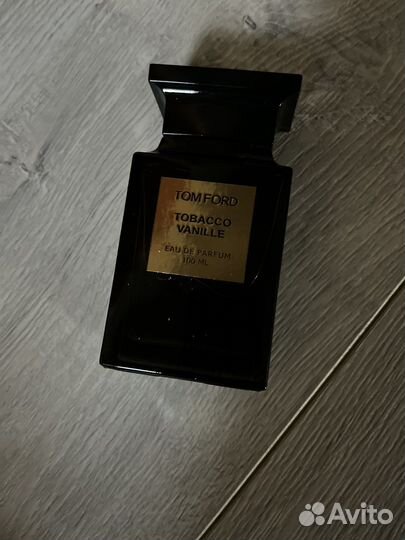 TOM FORD
TOBACCO
VANILLE
EAU DE PARFUM
100 ML
Avito